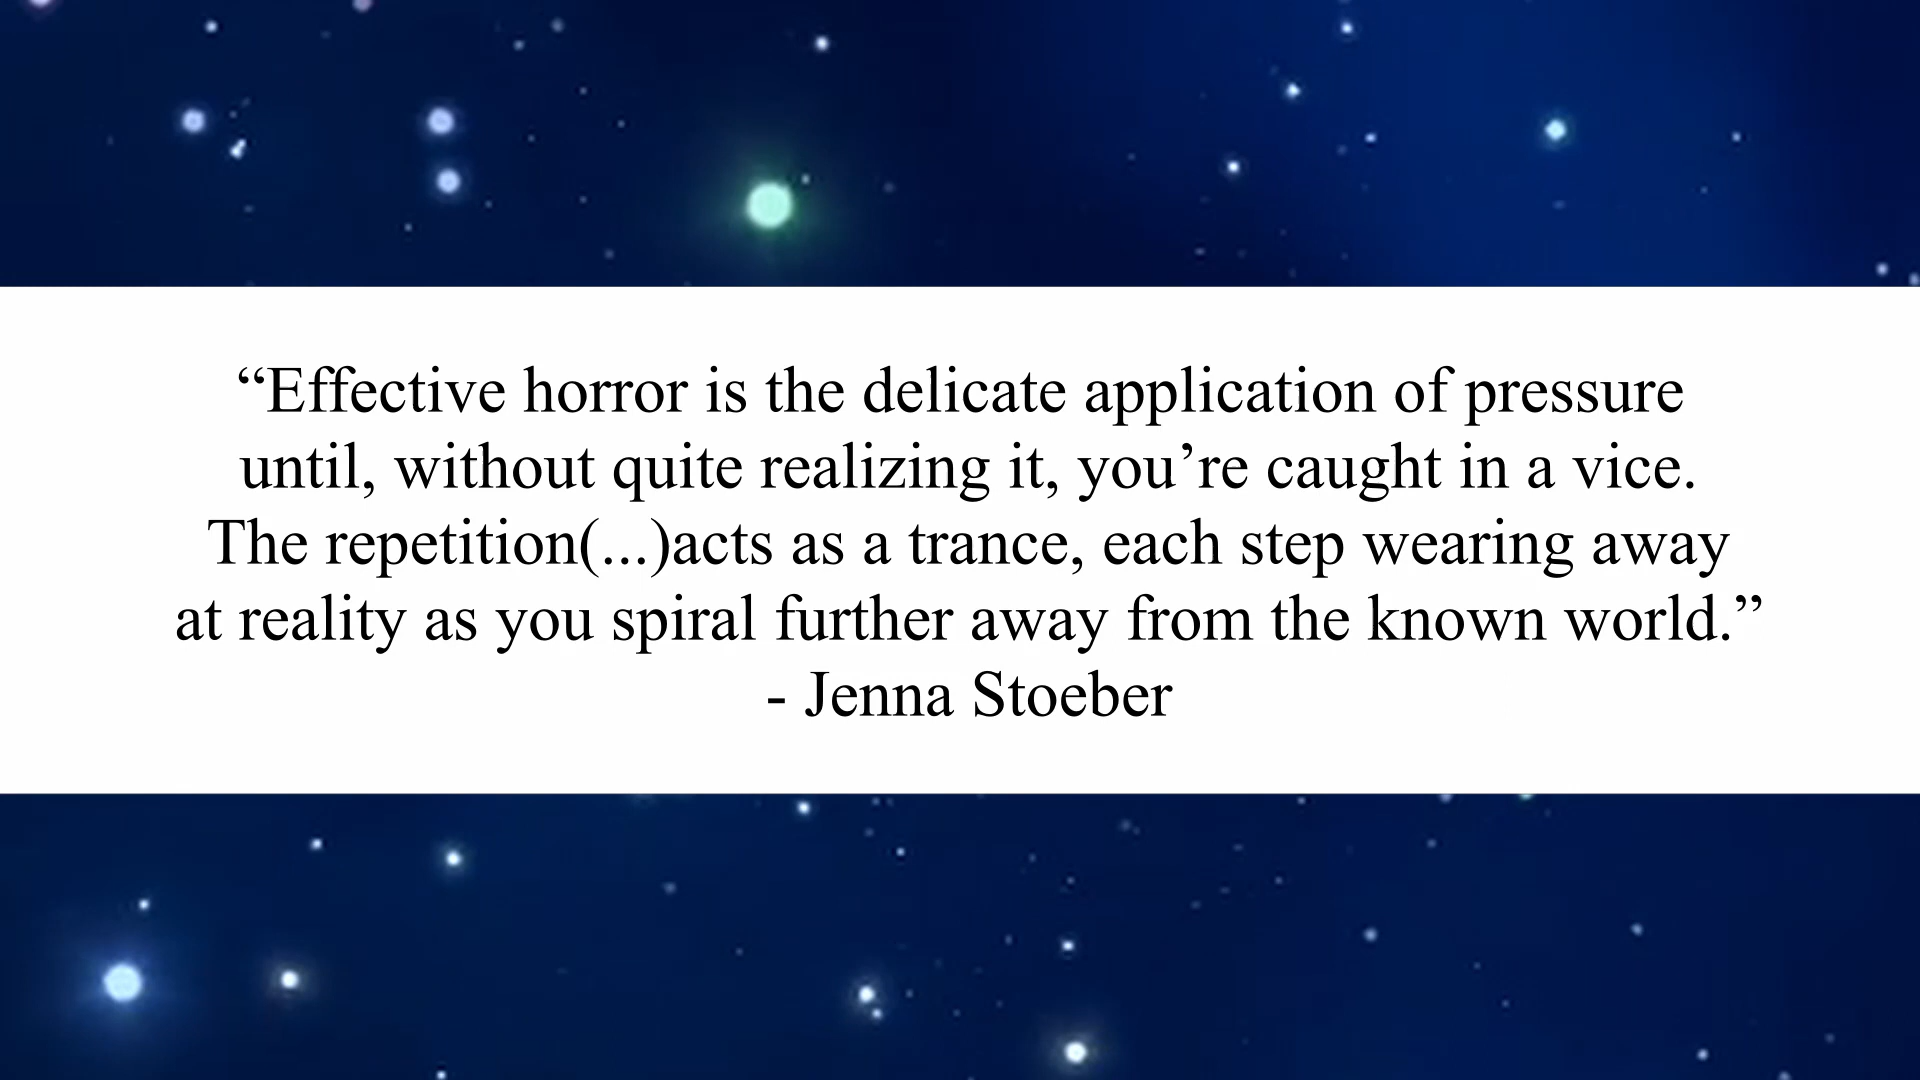 “Effective horror is the delicate application of pressure
until, without quite realizing it, you’re caught in a vice.
The repetition(...)acts as a trance, each step wearing away
at reality as you spiral further away from the known world.”
- Jenna Stoeber